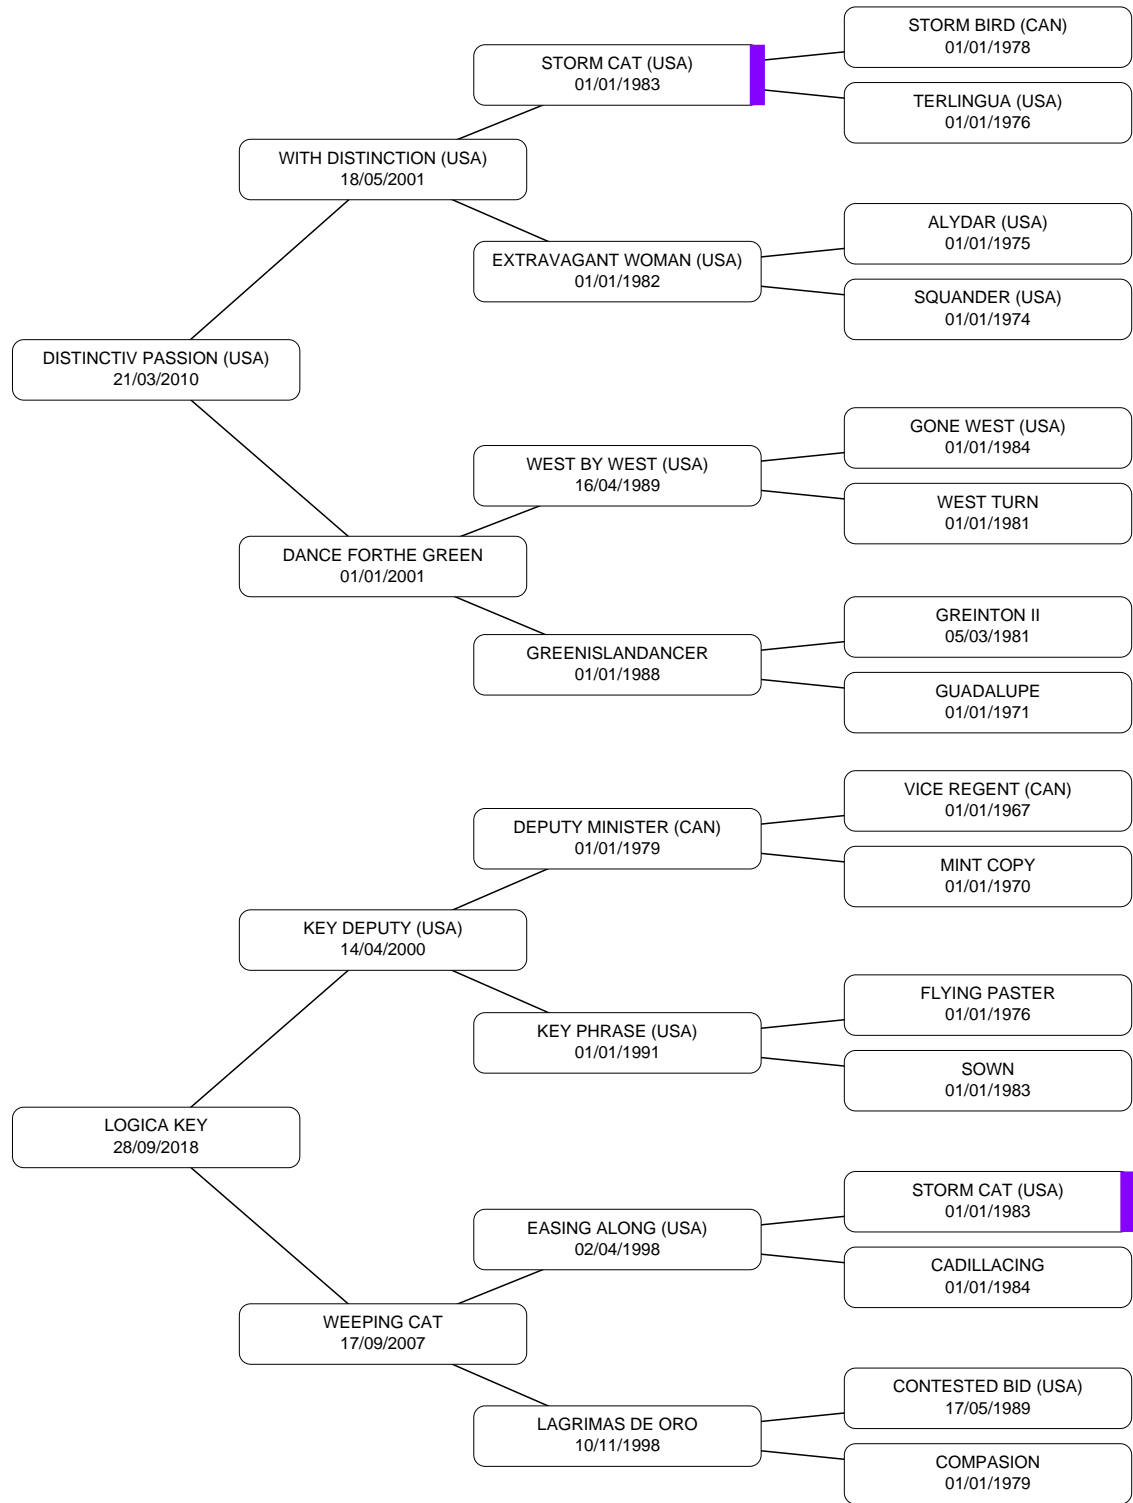 STORM BIRD (CAN)
01/01/1978
STORM CAT (USA)
01/01/1983
TERLINGUA (USA)
01/01/1976
WITH DISTINCTION (USA)
18/05/2001
ALYDAR (USA)
01/01/1975
EXTRAVAGANT WOMAN (USA)
01/01/1982
SQUANDER (USA)
01/01/1974
DISTINCTIV PASSION (USA)
21/03/2010
GONE WEST (USA)
01/01/1984
WEST BY WEST (USA)
16/04/1989
WEST TURN
01/01/1981
DANCE FORTHE GREEN
01/01/2001
GREINTON II
05/03/1981
GREENISLANDANCER
01/01/1988
GUADALUPE
01/01/1971
VICE REGENT (CAN)
01/01/1967
DEPUTY MINISTER (CAN)
01/01/1979
MINT COPY
01/01/1970
KEY DEPUTY (USA)
14/04/2000
FLYING PASTER
01/01/1976
KEY PHRASE (USA)
01/01/1991
SOWN
01/01/1983
LOGICA KEY
28/09/2018
STORM CAT (USA)
01/01/1983
EASING ALONG (USA)
02/04/1998
CADILLACING
01/01/1984
WEEPING CAT
17/09/2007
CONTESTED BID (USA)
17/05/1989
LAGRIMAS DE ORO
10/11/1998
COMPASION
01/01/1979